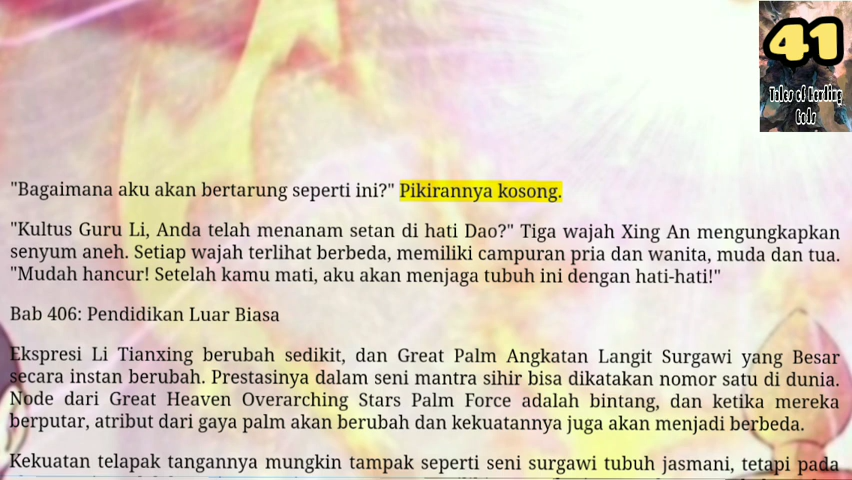 41
Tales of Herding
Gods
"Bagaimana aku akan bertarung seperti ini?" Pikirannya kosong.
"Kultus Guru Li, Anda telah menanam setan di hati Dao?" Tiga wajah Xing An mengungkapkan
senyum aneh. Setiap wajah terlihat berbeda, memiliki campuran pria dan wanita, muda dan tua.
"Mudah hancur! Setelah kamu mati, aku akan menjaga tubuh ini dengan hati-hati!"
Bab 406: Pendidikan Luar Biasa
Ekspresi Li Tianxing berubah sedikit, dan Great Palm Angkatan Langit Surgawi yang Besar
secara instan berubah. Prestasinya dalam seni mantra sihir bisa dikatakan nomor satu di dunia.
Node dari Great Heaven Overarching Stars Palm Force adalah bintang, dan ketika mereka
berputar, atribut dari gaya palm akan berubah dan kekuatannya juga akan menjadi berbeda.
Kekuatan telapak tangannya mungkin tampak seperti seni surgawi tubuh jasmani, tetapi pada